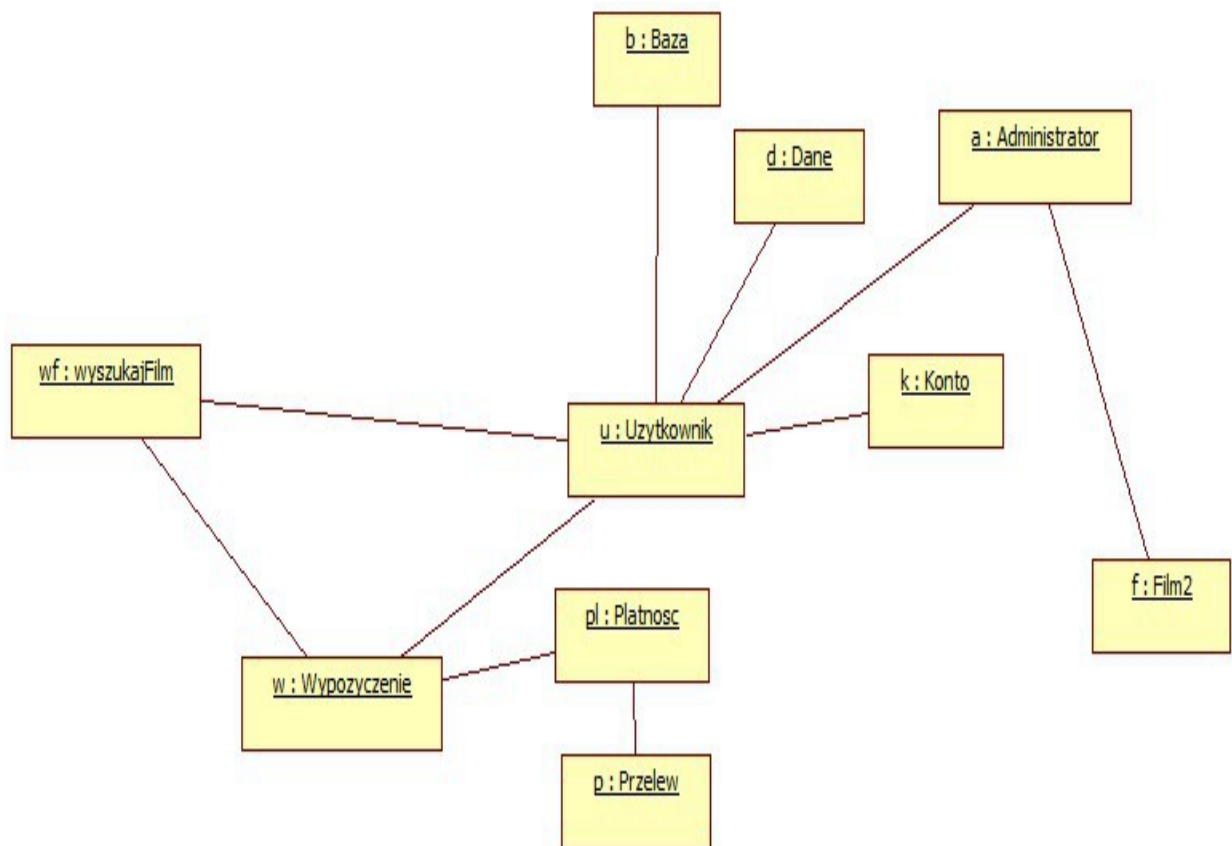 b : Baza
a : Administrator
d : Dane
wf : wyszukajFilm
k : Konto
u : Uzytkownik
f : Film2
pl : Platnosc
w : Wypozyczenie
p : Przelew